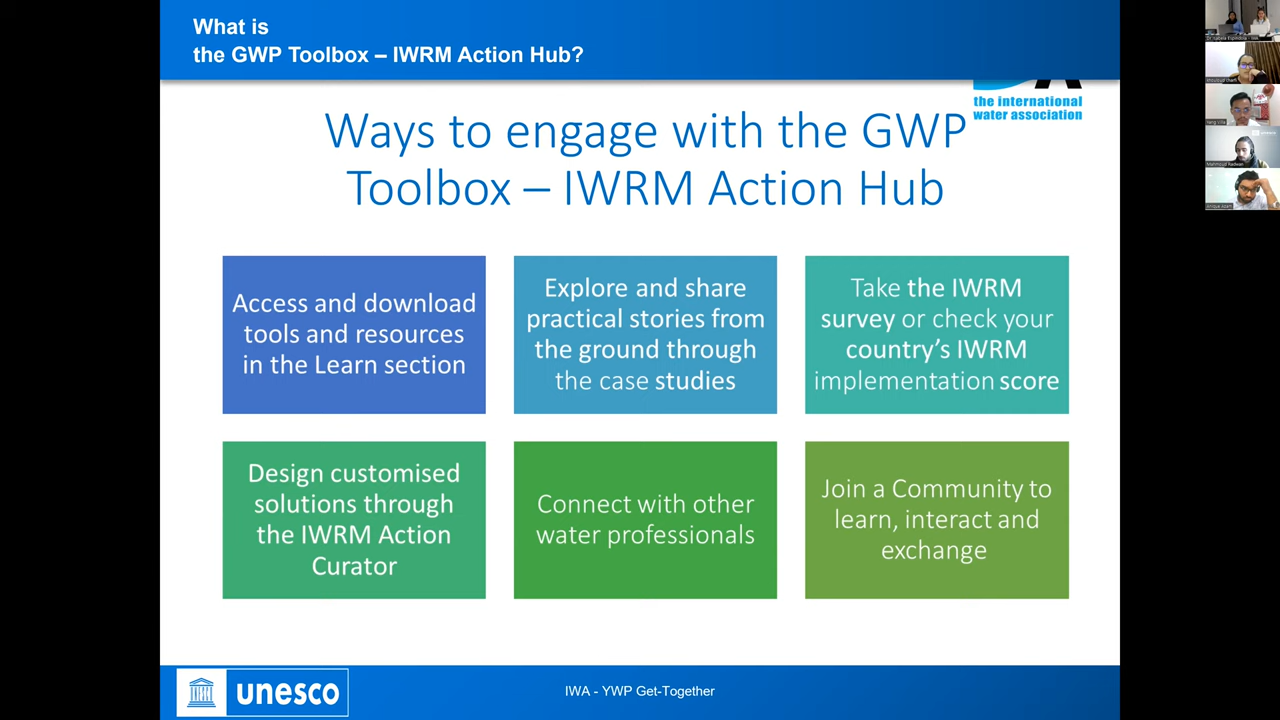 What is
the GWP Toolbox – IWRM Action Hub?
the international
water association
Ways to engage with the GWP
Toolbox – IWRM Action Hub
Access and download
tools and resources
in the Learn section
Explore and share
practical stories from
the ground through
the case studies
Take the IWRM
survey or check your
country's IWRM
implementation score
Design customised
solutions through
the IWRM Action
Curator
Connect with other
water professionals
Join a Community to
learn, interact and
exchange
unesco
IWA - YWP Get-Together
Yang Villa
Mahmoud Radwan